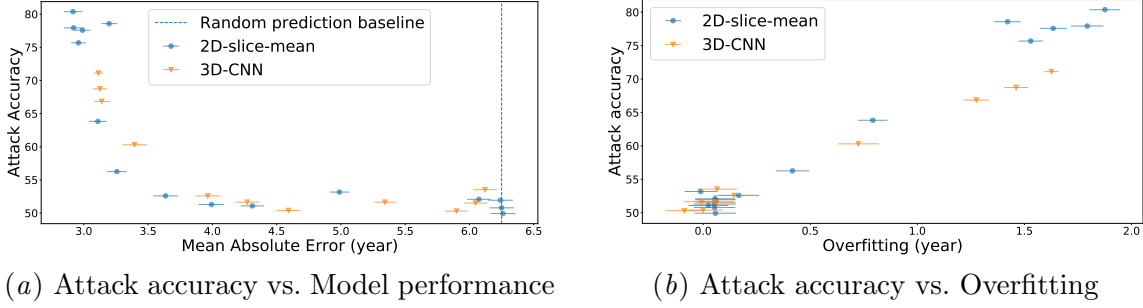 Attack Accuracy
80
75
70
65
60
55
50
Random prediction baseline
2D-slice-mean
3D-CNN
3.0 3.5 4.0 4.5 5.0 5.5 6.0 6.5
Mean Absolute Error (year)
(a) Attack accuracy vs. Model performance
Attack accuracy
80
75
70
65
60
55
50
2D-slice-mean
3D-CNN
0.0 0.5 1.0 1.5 2.0
Overfitting (year)
(b) Attack accuracy vs. Overfitting